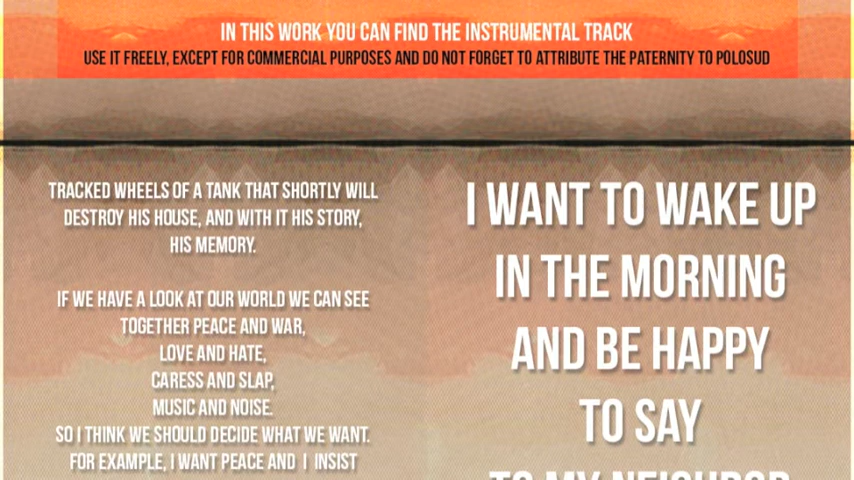 IN THIS WORK YOU CAN FIND THE INSTRUMENTAL TRACK
USE IT FREELY, EXCEPT FOR COMMERCIAL PURPOSES AND DO NOT FORGET TO ATTRIBUTE THE PATERNITY TO POLOSUD
TRACKED WHEELS OF A TANK THAT SHORTLY WILL
DESTROY HIS HOUSE, AND WITH IT HIS STORY,
HIS MEMORY.
IF WE HAVE A LOOK AT OUR WORLD WE CAN SEE
TOGETHER PEACE AND WAR,
LOVE AND HATE,
CARESS AND SLAP,
MUSIC AND NOISE.
SO I THINK WE SHOULD DECIDE WHAT WE WANT.
FOR EXAMPLE, I WANT PEACE AND I INSIST
I WANT TO WAKE UP
IN THE MORNING
AND BE HAPPY
TO SAY
TO MY NEIGHBOR